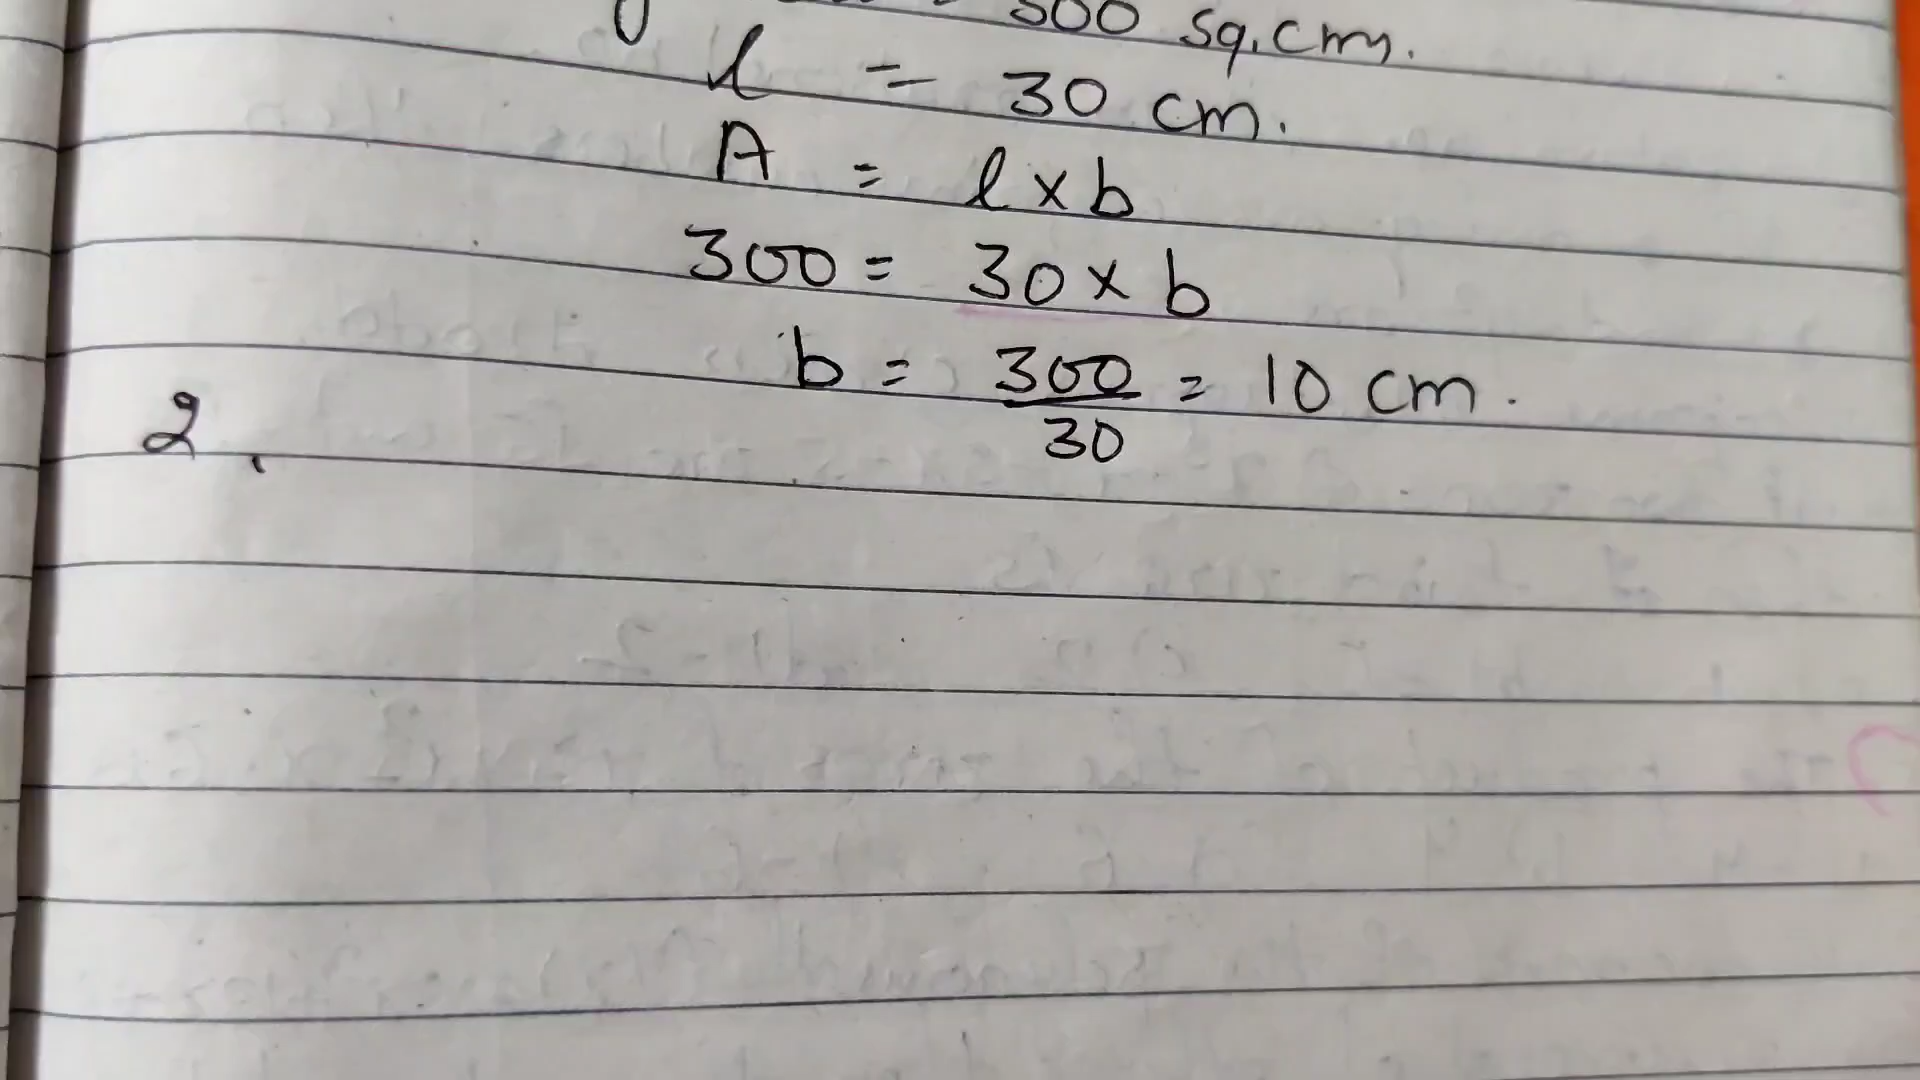 = 300 sq.cm.
l = 30 cm.
A = l x b
300 = 30 x b
b = 300/30 = 10 cm.
2.